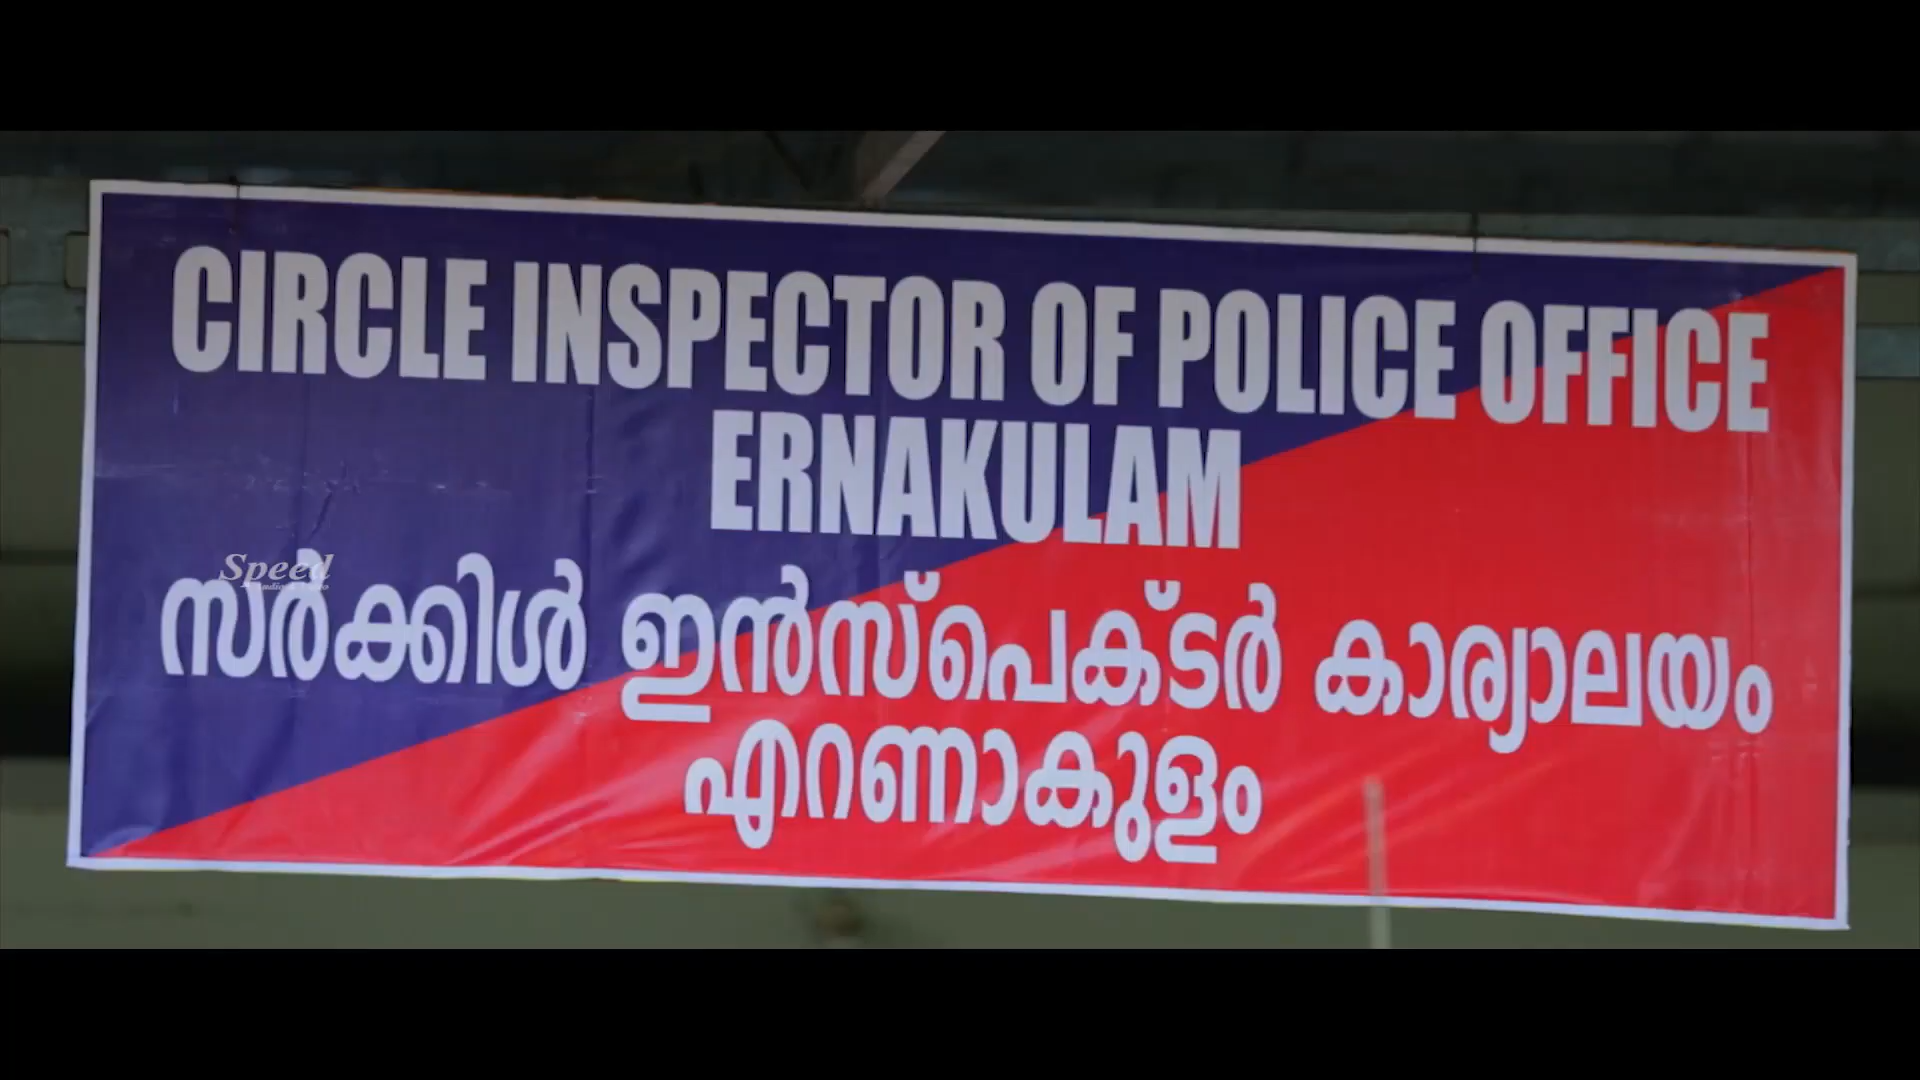 CIRCLE INSPECTOR OF POLICE OFFICE
ERNAKULAM
Speed
സർക്കിൾ ഇൻസ്പെക്ടർ കാര്യാലയം
എറണാകുളം